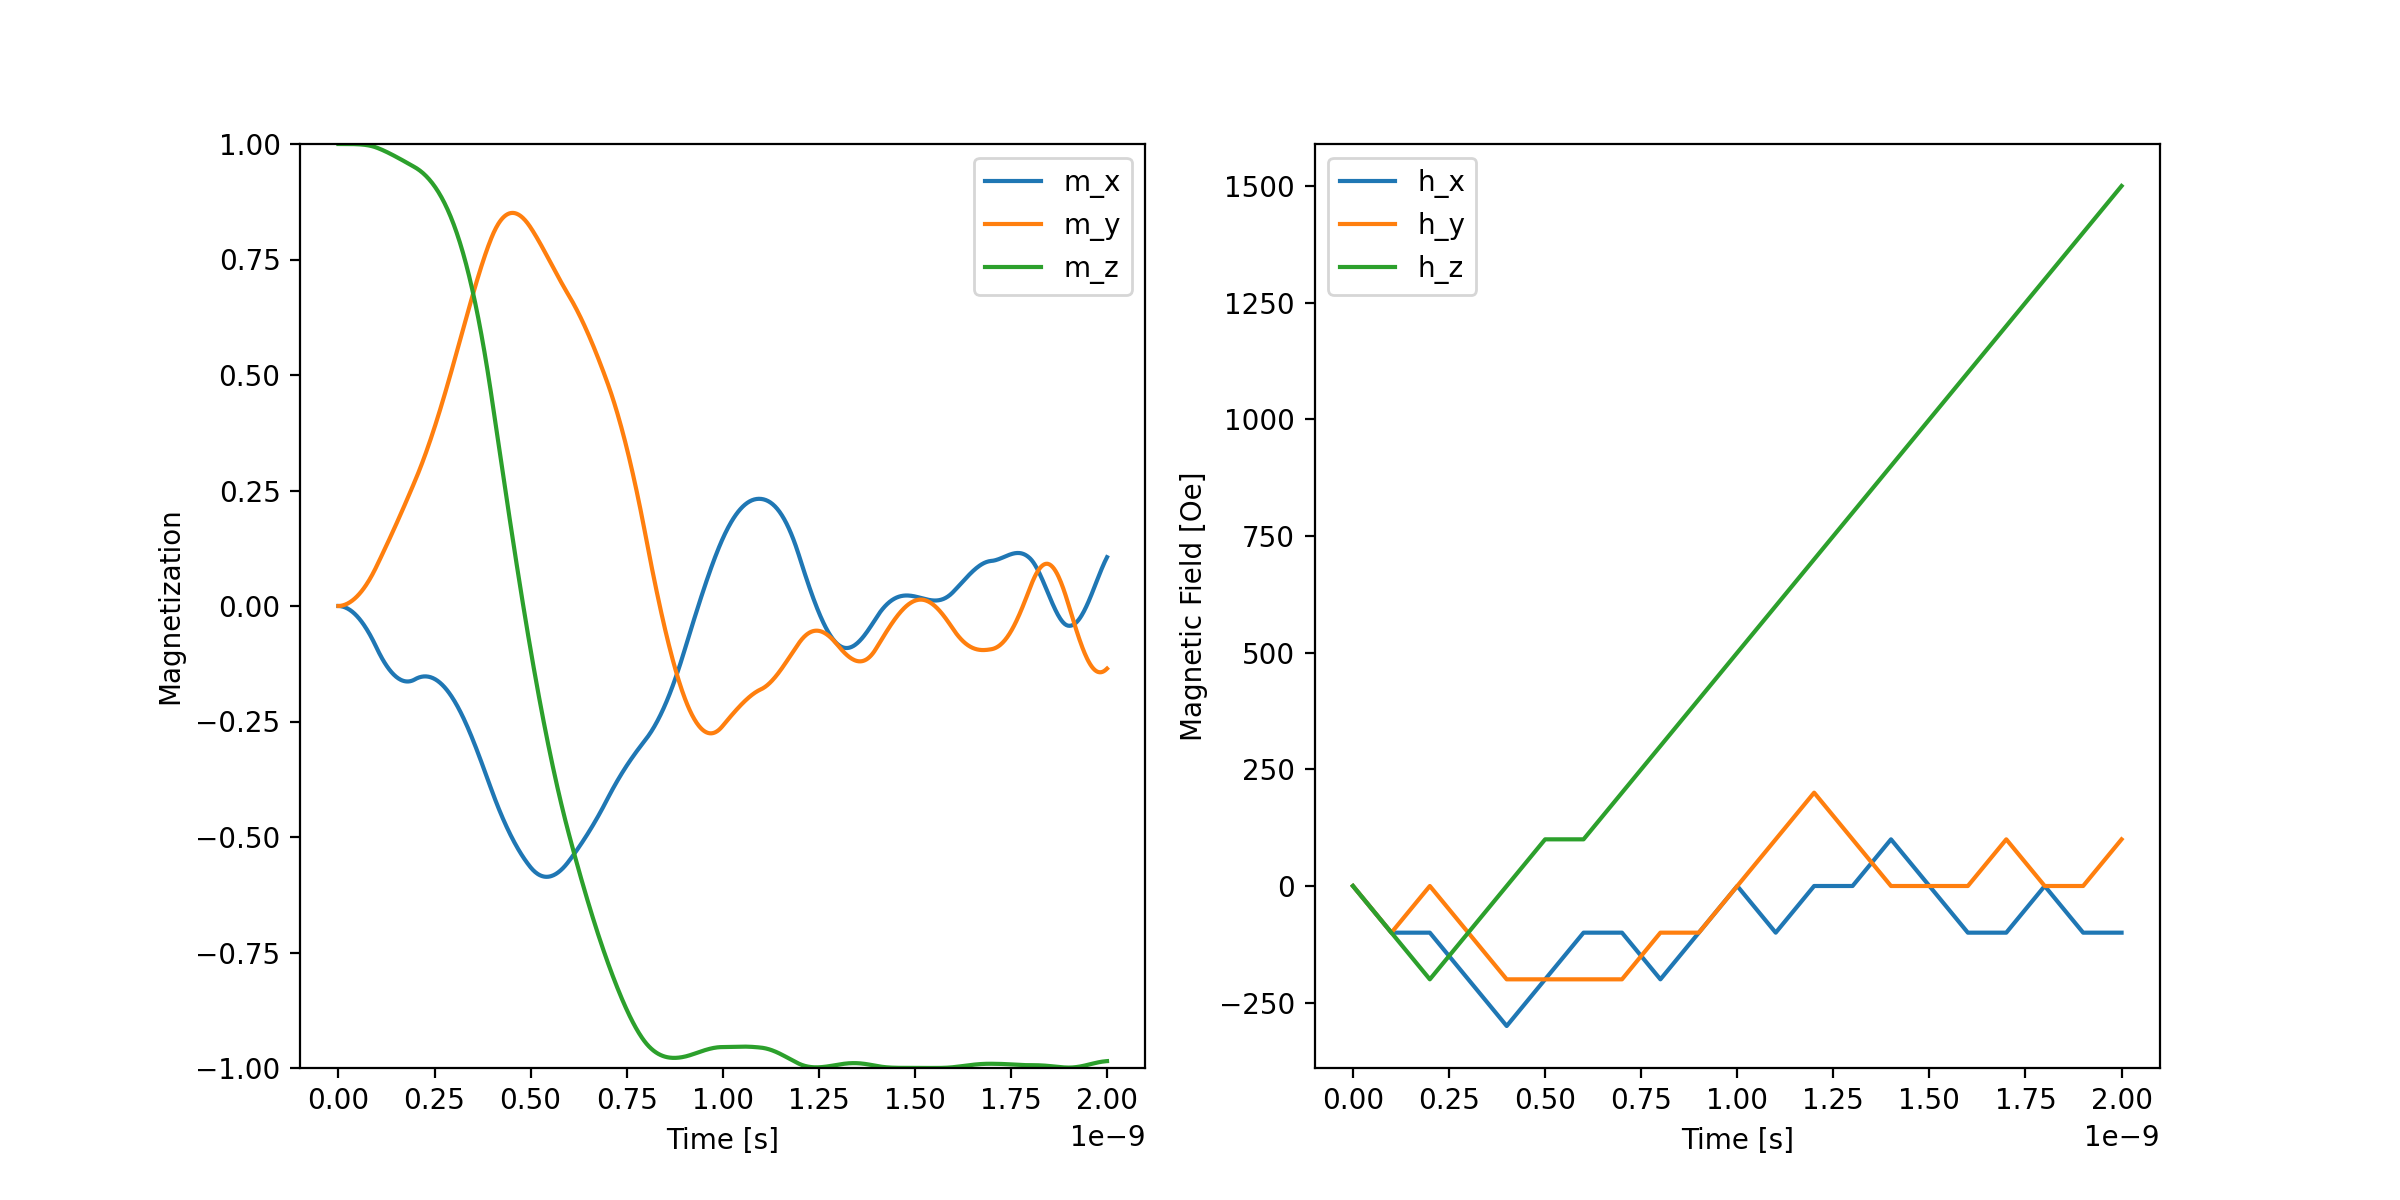 Magnetization
1.00
0.75
0.50
0.25
0.00
−0.25
−0.50
−0.75
−1.00
m_x
m_y
m_z
0.00 0.25 0.50 0.75 1.00 1.25 1.50 1.75 2.00
Time [s]
1e−9
Magnetic Field [Oe]
1500
1250
1000
750
500
250
0
−250
h_x
h_y
h_z
0.00 0.25 0.50 0.75 1.00 1.25 1.50 1.75 2.00
Time [s]
1e−9